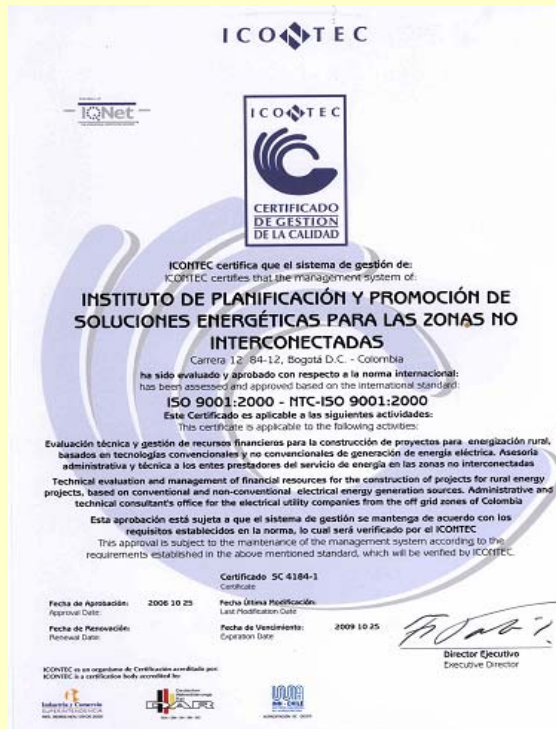 ICONTEC
IQNet
ICONTEC
CERTIFICADO
DE GESTIÓN
DE LA CALIDAD
ICONTEC certifica que el sistema de gestión de:
ICONTEC certifies that the management system of:
INSTITUTO DE PLANIFICACIÓN Y PROMOCIÓN DE
SOLUCIONES ENERGÉTICAS PARA LAS ZONAS NO
INTERCONECTADAS
Carrera 12 84-12, Bogotá D.C. - Colombia
ha sido evaluado y aprobado con respecto a la norma internacional:
has been assessed and approved based on the international standard:
ISO 9001:2000 - NTC-ISO 9001:2000
Este Certificado es aplicable a las siguientes actividades:
This certificate is applicable to the following activities:
Evaluación técnica y gestión de recursos financieros para la construcción de proyectos para energización rural,
basados en tecnologías convencionales y no convencionales de generación de energía eléctrica. Asesoría
administrativa y técnica a los entes prestadores del servicio de energía en las zonas no interconectadas
Technical evaluation and management of financial resources for the construction of projects for rural energy
projects, based on conventional and non-conventional electrical energy generation sources. Administrative and
technical consultant's office for the electrical utility companies from the off grid zones of Colombia
Esta aprobación está sujeta a que el sistema de gestión se mantenga de acuerdo con los
requisitos establecidos en la norma, lo cual será verificado por el ICONTEC
This approval is subject to the maintenance of the management system according to the
requirements established in the above mentioned standard, which will be verified by ICONTEC.
Certificado SC 4184-1
Certificate
Fecha de Aprobación: 2006 10 25 Fecha Última Modificación:
Approval Date: Last Modification Date
Fecha de Renovación: Fecha de Vencimiento: 2009 10 25
Renewal Date: Expiration Date
Director Ejecutivo
Executive Director
ICONTEC es un organismo de Certificación acreditado por:
ICONTEC is a certification body accredited by:
Industria y Comercio
SUPERINTENDENCIA
DAR
INN - CHILE